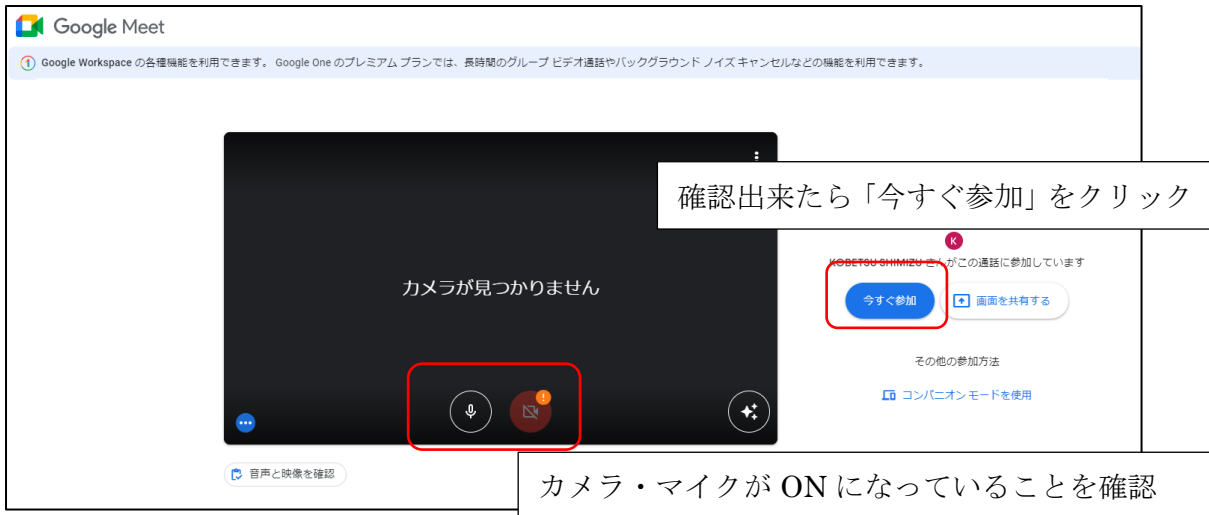 Google Meet
Google Workspace の各種機能を利用できます。 Google One のプレミアム プランでは、長時間のグループ ビデオ通話やバックグラウンド ノイズ キャンセルなどの機能を利用できます。
確認出来たら「今すぐ参加」をクリック
K
KOBETSU SHIMIZU さんがこの通話に参加しています
カメラが見つかりません
今すぐ参加
画面を共有する
その他の参加方法
コンパニオン モードを使用
音声と映像を確認
カメラ・マイクが ON になっていることを確認